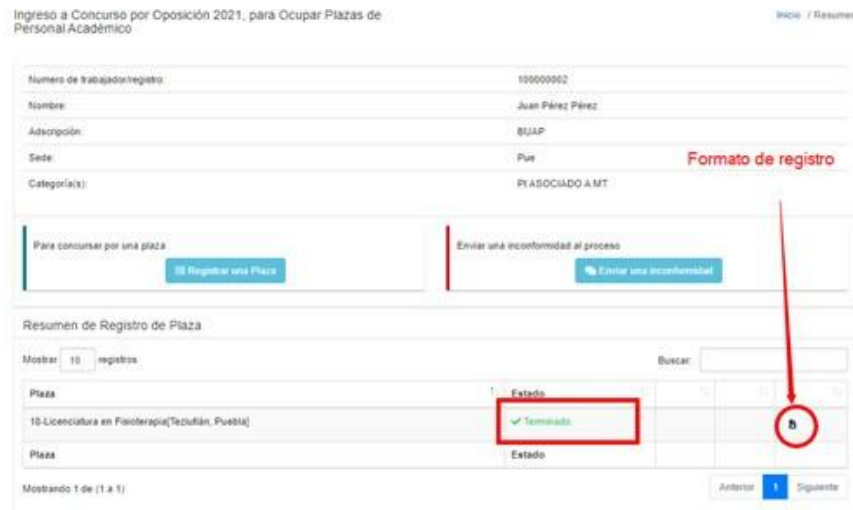 Ingreso a Concurso por Oposición 2021, para Ocupar Plazas de
Personal Académico
Inicio / Resumen
Numero de trabajador/registro:
100000002
Nombre:
Juan Pérez Pérez
Adscripción:
BUAP
Sede:
Pue
Formato de registro
Categoría(s):
PI ASOCIADO A MT
Para concursar por una plaza
Enviar una inconformidad al proceso
Registrar una Plaza
Enviar una inconformidad
Resumen de Registro de Plaza
Mostrar 10 registros
Buscar:
Plaza
Estado
18-Licenciatura en Fisioterapia[Teziutlán, Puebla]
Terminado
Plaza
Estado
Mostrando 1 de (1 a 1)
Anterior 1 Siguiente